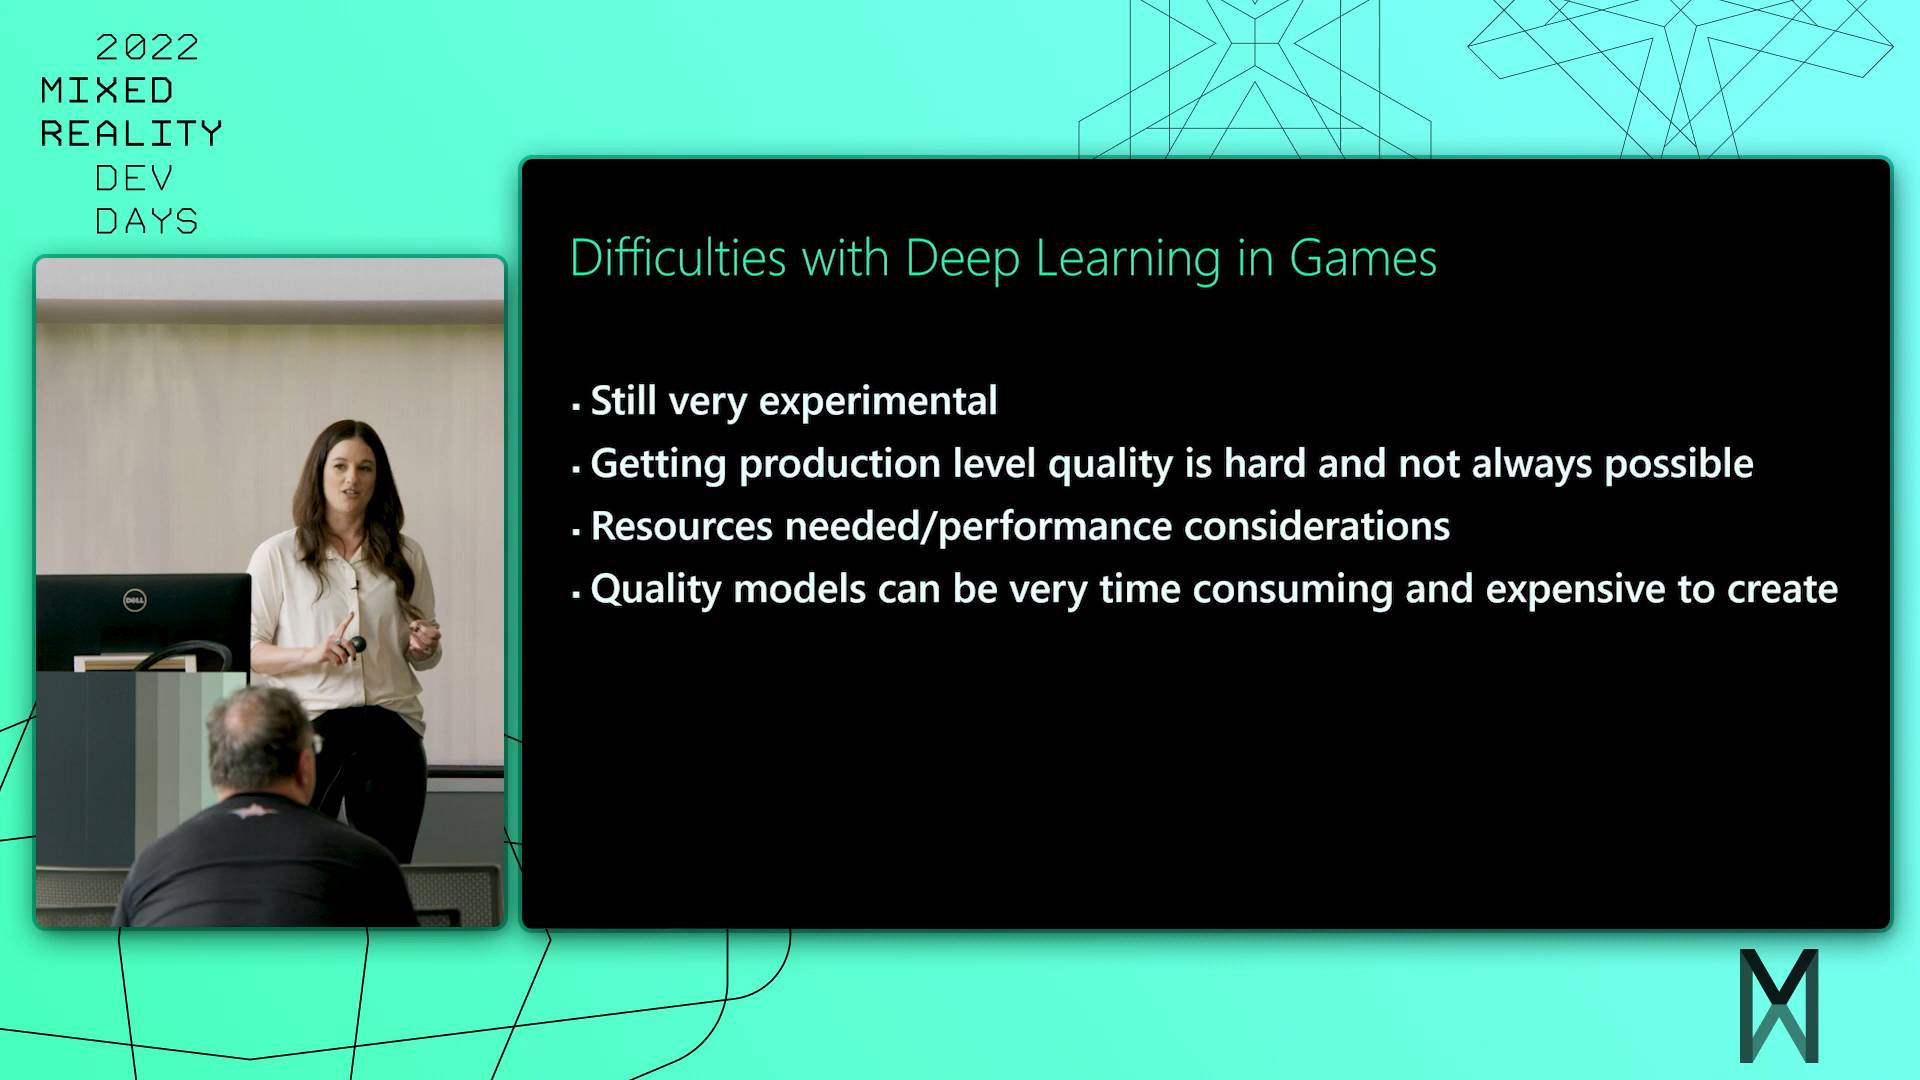 2022
MIXED
REALITY
DEV
DAYS
Difficulties with Deep Learning in Games
▪ Still very experimental
▪ Getting production level quality is hard and not always possible
▪ Resources needed/performance considerations
▪ Quality models can be very time consuming and expensive to create
DELL